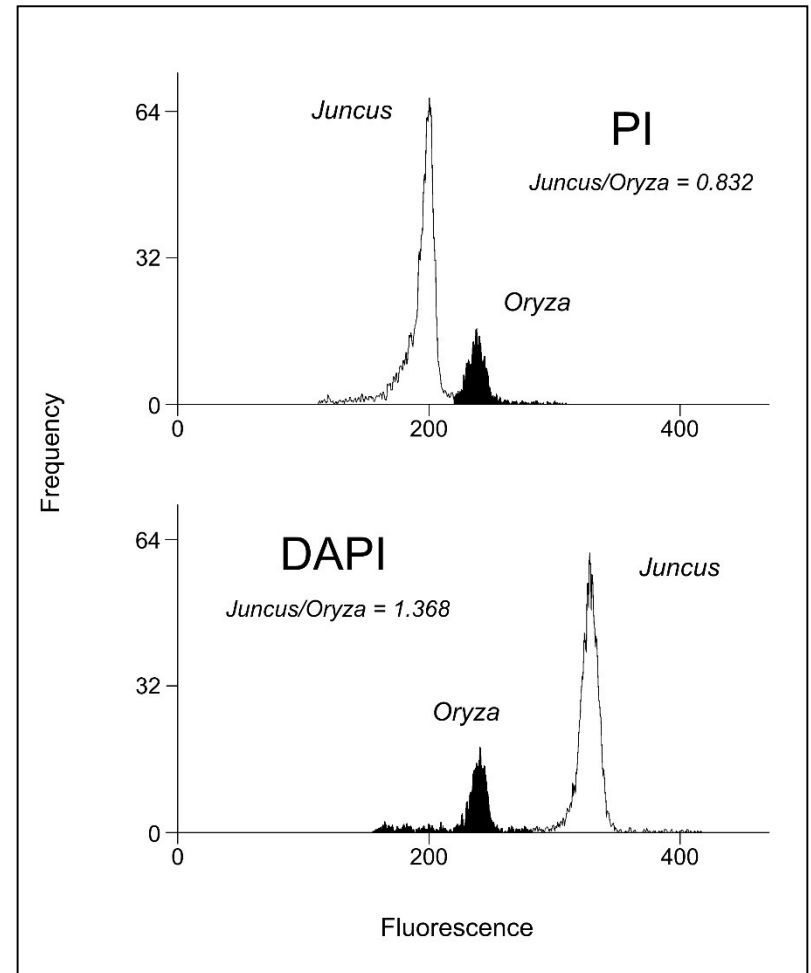 64
Juncus
PI
Juncus/Oryza = 0.832
32
Oryza
0
0
200
400
Frequency
64
DAPI
Juncus
Juncus/Oryza = 1.368
32
Oryza
0
0
200
400
Fluorescence